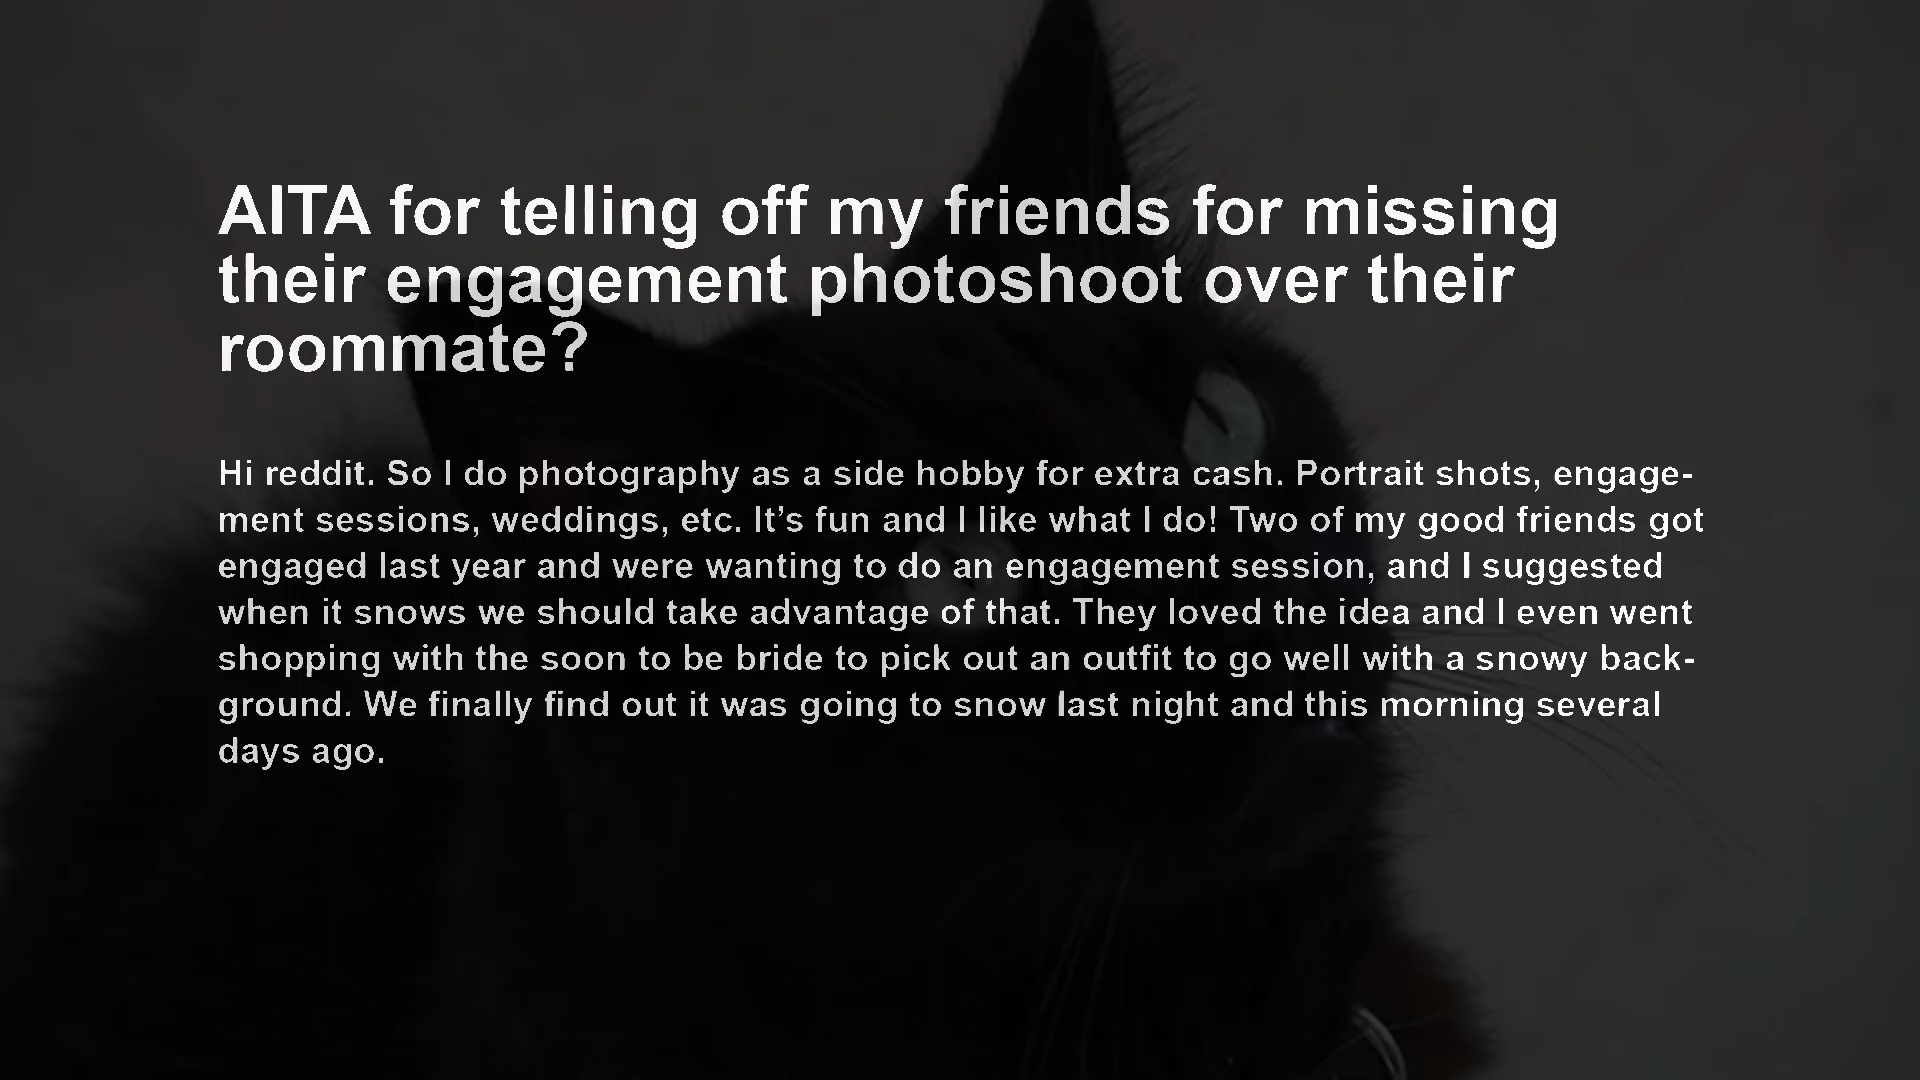 AITA for telling off my friends for missing
their engagement photoshoot over their
roommate?
Hi reddit. So I do photography as a side hobby for extra cash. Portrait shots, engage-
ment sessions, weddings, etc. It’s fun and I like what I do! Two of my good friends got
engaged last year and were wanting to do an engagement session, and I suggested
when it snows we should take advantage of that. They loved the idea and I even went
shopping with the soon to be bride to pick out an outfit to go well with a snowy back-
ground. We finally find out it was going to snow last night and this morning several
days ago.